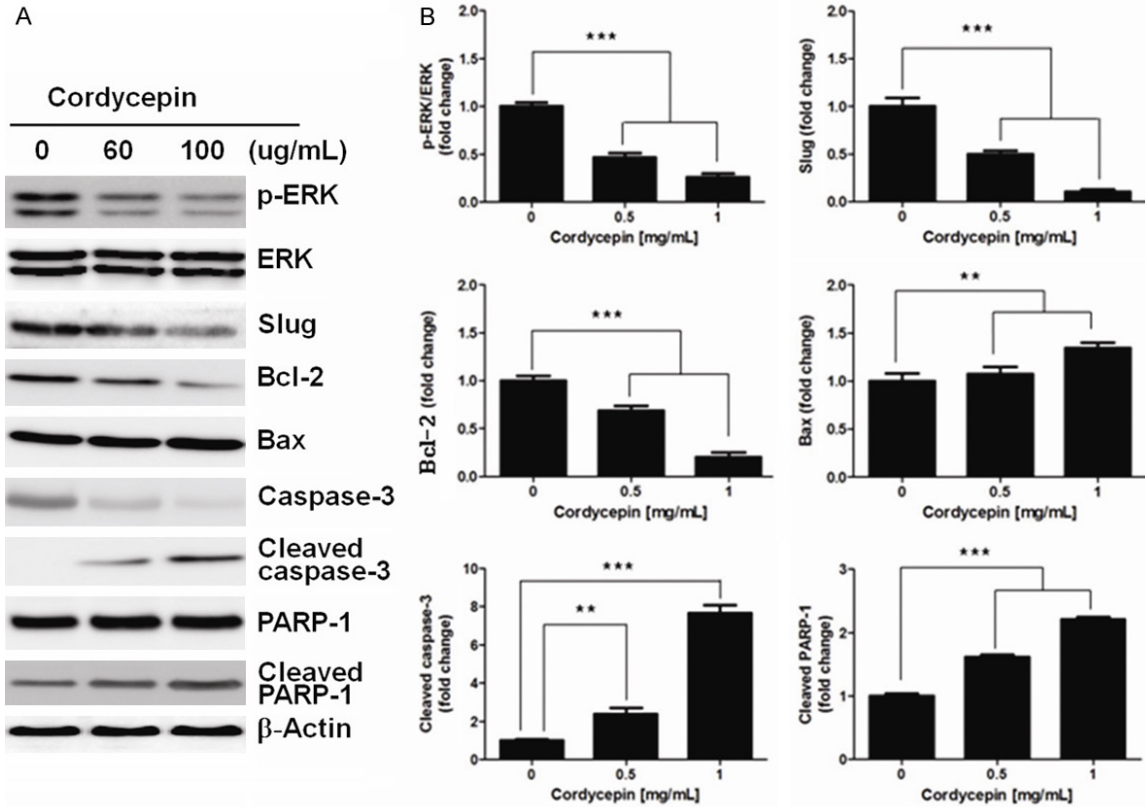 A
Cordycepin
0 60 100 (ug/mL)
p-ERK
ERK
Slug
Bcl-2
Bax
Caspase-3
Cleaved
caspase-3
PARP-1
Cleaved
PARP-1
β-Actin
B
p-ERK/ERK
(fold change)
2.0
1.5
1.0
0.5
0.0
***
0 0.5 1
Cordycepin [mg/mL]
Slug (fold change)
2.0
1.5
1.0
0.5
0.0
***
0 0.5 1
Cordycepin [mg/mL]
Bcl-2 (fold change)
2.0
1.5
1.0
0.5
0.0
***
0 0.5 1
Cordycepin [mg/mL]
Bax (fold change)
2.0
1.5
1.0
0.5
0.0
**
0 0.5 1
Cordycepin [mg/mL]
Cleaved caspase-3
(fold change)
10
8
6
4
2
0
***
**
0 0.5 1
Cordycepin [mg/mL]
Cleaved PARP-1
(fold change)
3
2
1
0
***
0 0.5 1
Cordycepin [mg/mL]